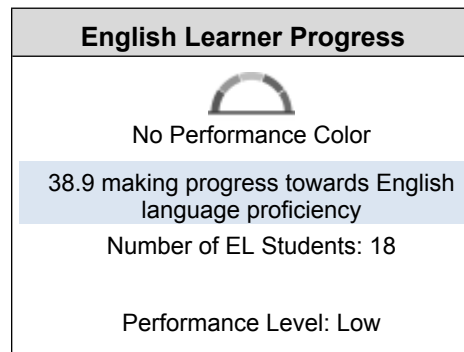 English Learner Progress
No Performance Color
38.9 making progress towards English
language proficiency
Number of EL Students: 18
Performance Level: Low